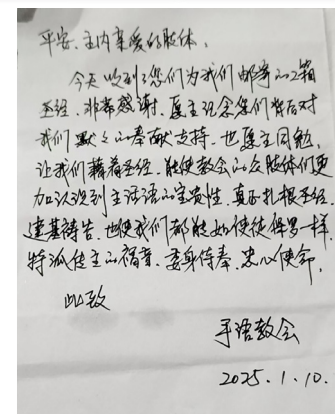 平安、主内亲爱的肢体、
今天收到了您们为我们邮寄的2箱
圣经、非常感谢、愿主纪念您们背后对
我们默默的奉献支持、也愿主同勉、
让我们藉着圣经、能使教会的众肢体们更
加认识到主话语的宝贵性、真正扎根圣经、
建基祷告、也使我们都能如使徒保罗一样、
特派传主的福音、委身侍奉、忠心使命、
此致
手语教会
2025.1.10.